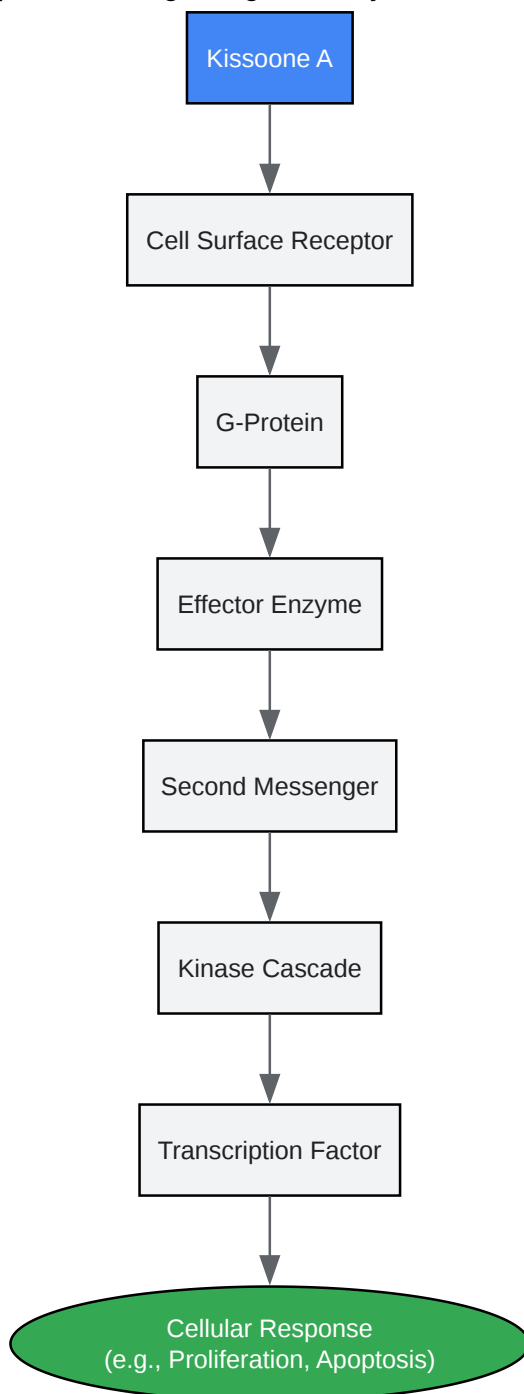 Kissoone A
Cell Surface Receptor
G-Protein
Effector Enzyme
Second Messenger
Kinase Cascade
Transcription Factor
Cellular Response
(e.g., Proliferation, Apoptosis)